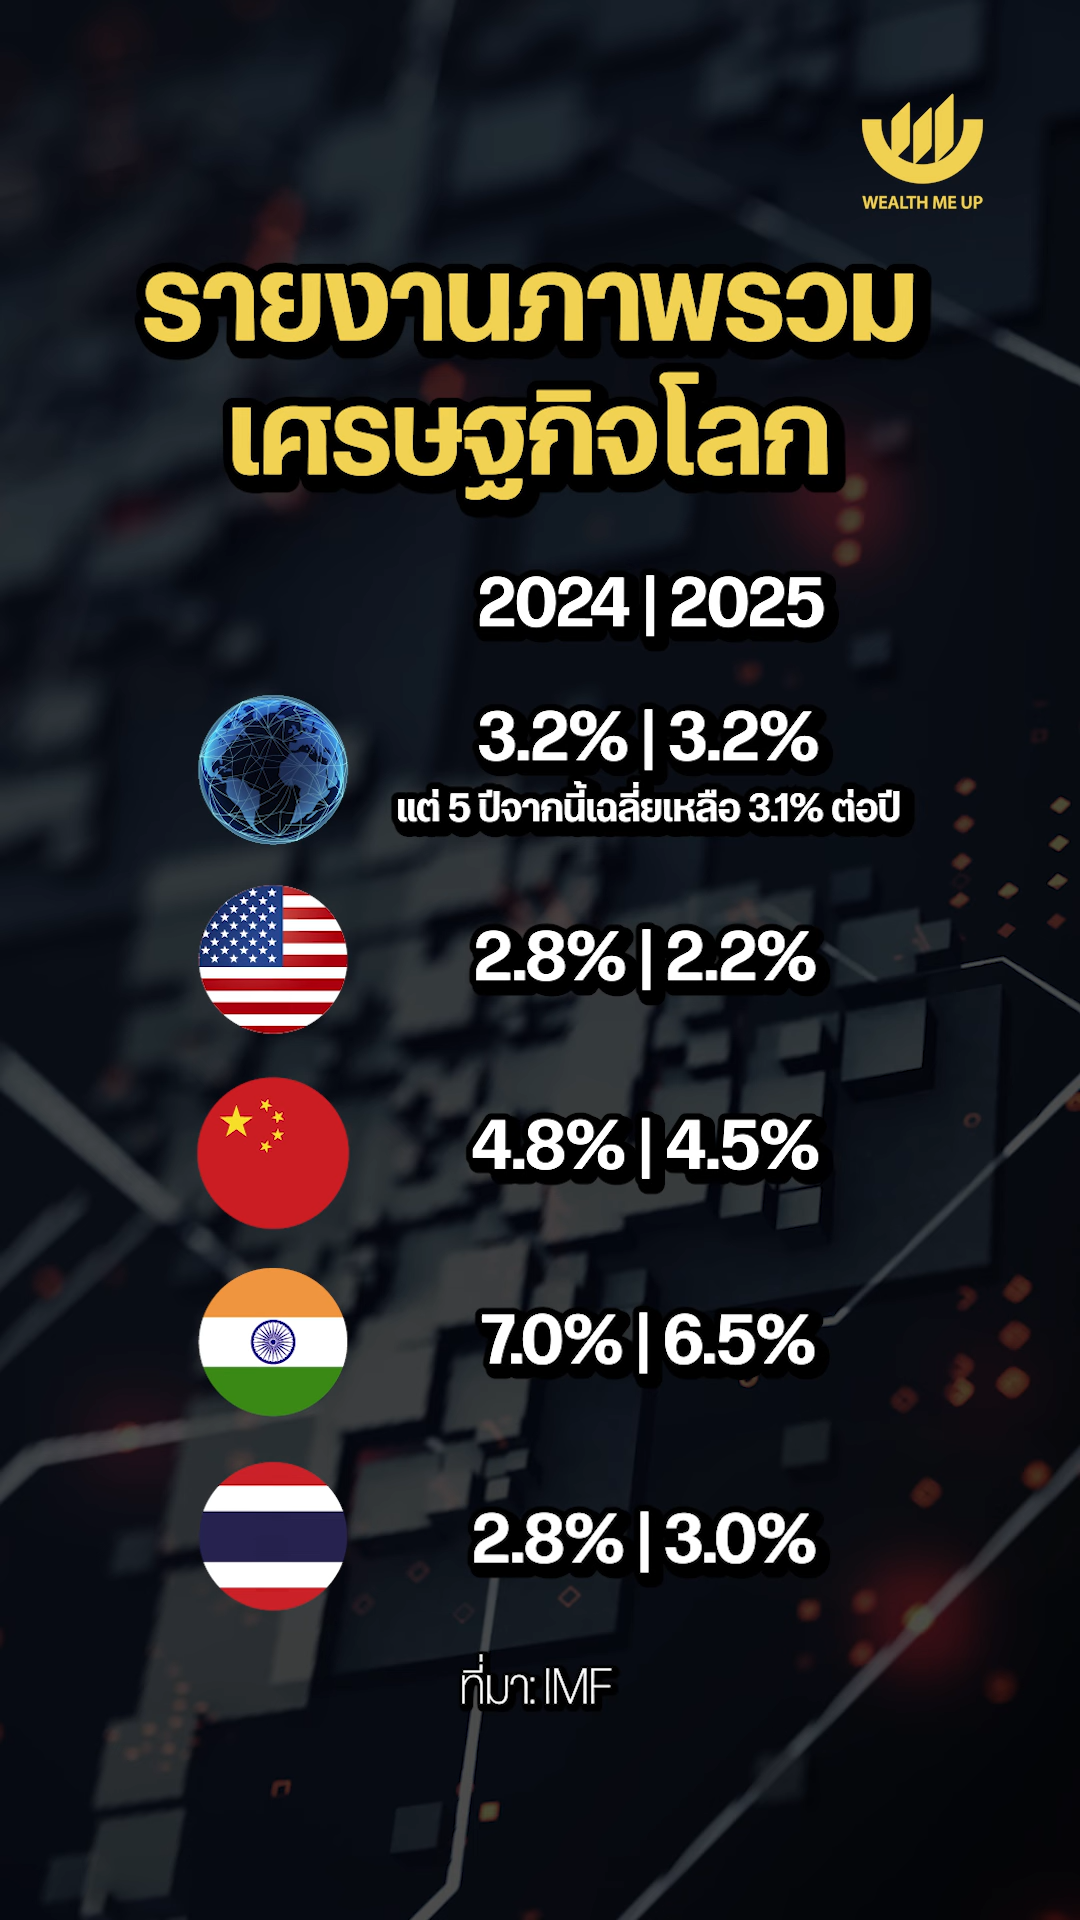 WEALTH ME UP
รายงานภาพรวม
เศรษฐกิจโลก
2024 | 2025
3.2% | 3.2%
แต่ 5 ปีจากนี้เฉลี่ยเหลือ 3.1% ต่อปี
2.8% | 2.2%
4.8% | 4.5%
7.0% | 6.5%
2.8% | 3.0%
ที่มา: IMF